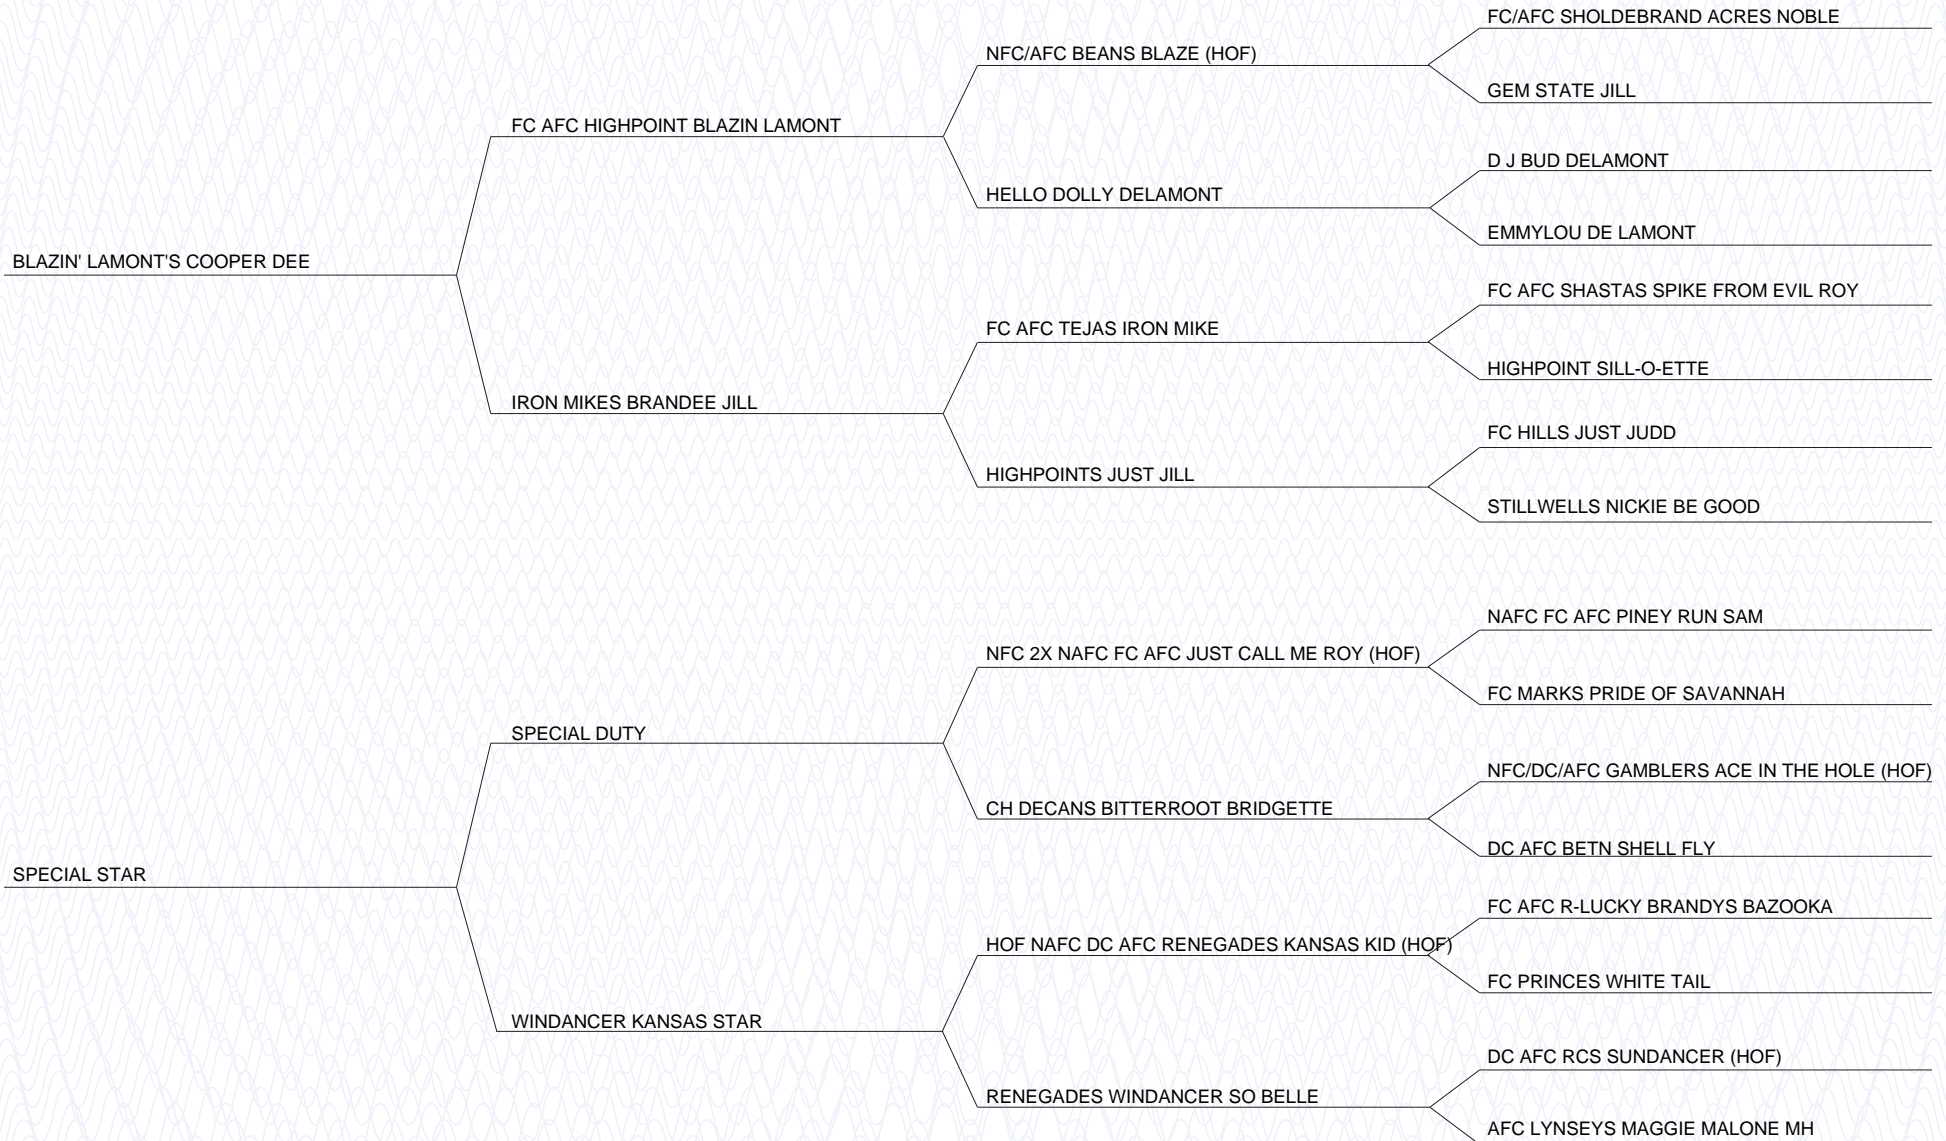 FC/AFC SHOLDEBRAND ACRES NOBLE
NFC/AFC BEANS BLAZE (HOF)
GEM STATE JILL
FC AFC HIGHPOINT BLAZIN LAMONT
D J BUD DELAMONT
HELLO DOLLY DELAMONT
EMMYLOU DE LAMONT
BLAZIN' LAMONT'S COOPER DEE
FC AFC SHASTAS SPIKE FROM EVIL ROY
FC AFC TEJAS IRON MIKE
HIGHPOINT SILL-O-ETTE
IRON MIKES BRANDEE JILL
FC HILLS JUST JUDD
HIGHPOINTS JUST JILL
STILLWELLS NICKIE BE GOOD
NAFC FC AFC PINEY RUN SAM
NFC 2X NAFC FC AFC JUST CALL ME ROY (HOF)
FC MARKS PRIDE OF SAVANNAH
SPECIAL DUTY
NFC/DC/AFC GAMBLERS ACE IN THE HOLE (HOF)
CH DECANS BITTERROOT BRIDGETTE
DC AFC BETN SHELL FLY
SPECIAL STAR
FC AFC R-LUCKY BRANDYS BAZOOKA
HOF NAFC DC AFC RENEGADES KANSAS KID (HOF)
FC PRINCES WHITE TAIL
WINDANCER KANSAS STAR
DC AFC RCS SUNDANCER (HOF)
RENEGADES WINDANCER SO BELLE
AFC LYNSEYS MAGGIE MALONE MH